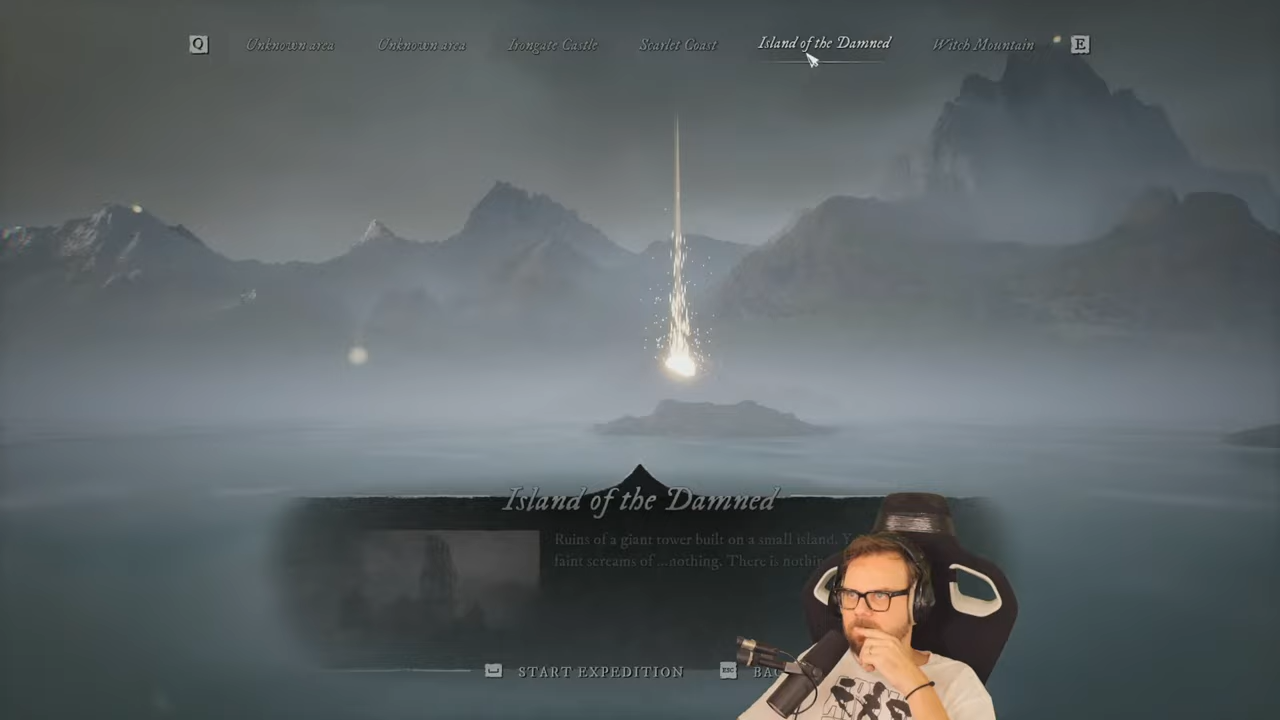 Q Unknown area Unknown area Irongate Castle Scarlet Coast Island of the Damned Witch Mountain E
Island of the Damned
Ruins of a giant tower built on a small island.
faint screams of ...nothing. There is
START EXPEDITION ESC